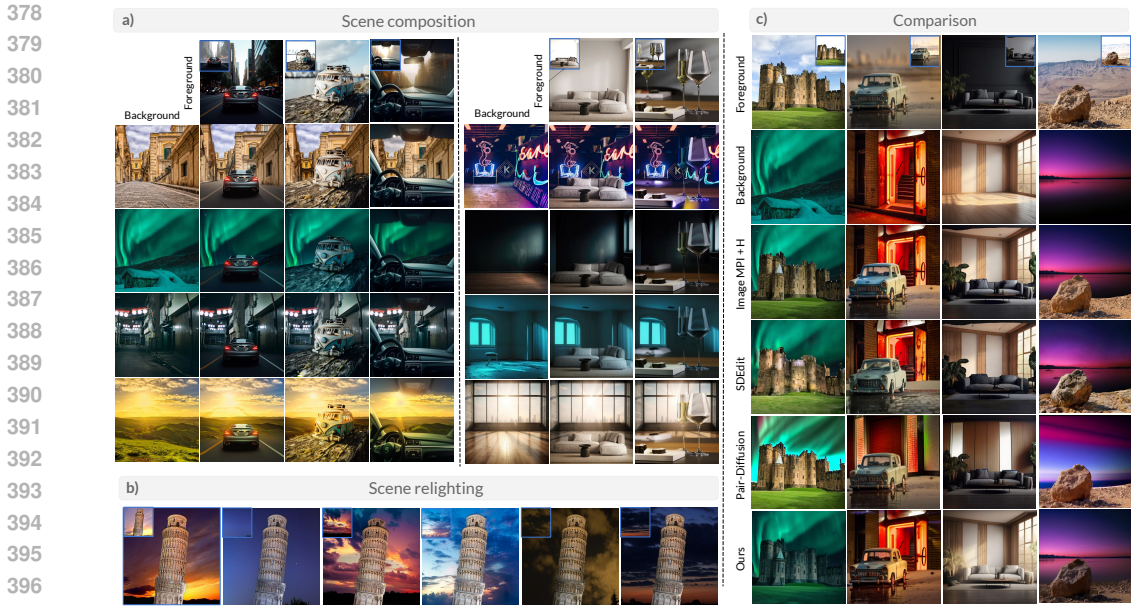 378
379
380
381
382
383
384
385
386
387
388
389
390
391
392
393
394
395
396
a) Scene composition
Foreground
Background
Foreground
Background
b) Scene relighting
c) Comparison
Foreground
Background
Image MPI + H
SDEdit
Pair-Diffusion
Ours